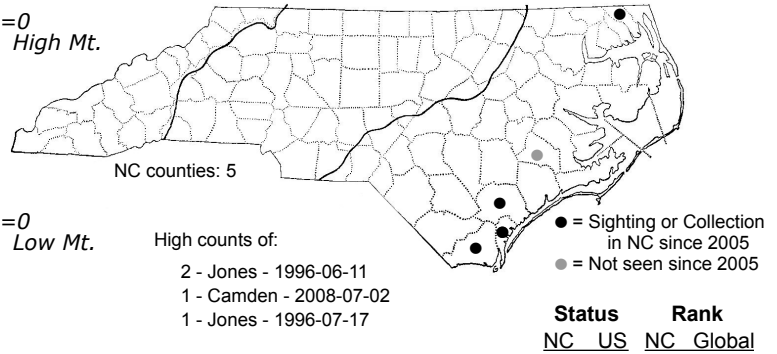 =0
High Mt.
NC counties: 5
=0
Low Mt.
High counts of:
2 - Jones - 1996-06-11
1 - Camden - 2008-07-02
1 - Jones - 1996-07-17
= Sighting or Collection
in NC since 2005
= Not seen since 2005
Status Rank
NC US NC Global